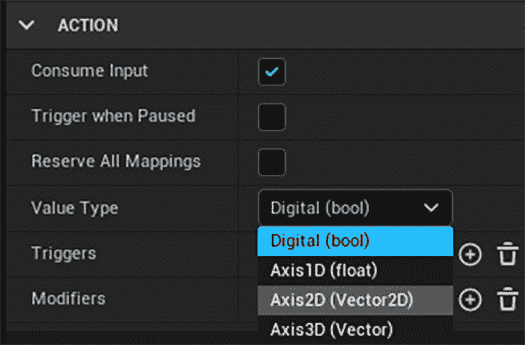 ACTION
Consume Input
Trigger when Paused
Reserve All Mappings
Value Type
Digital (bool)
Digital (bool)
Triggers
Axis1D (float)
Axis2D (Vector2D)
Modifiers
Axis3D (Vector)